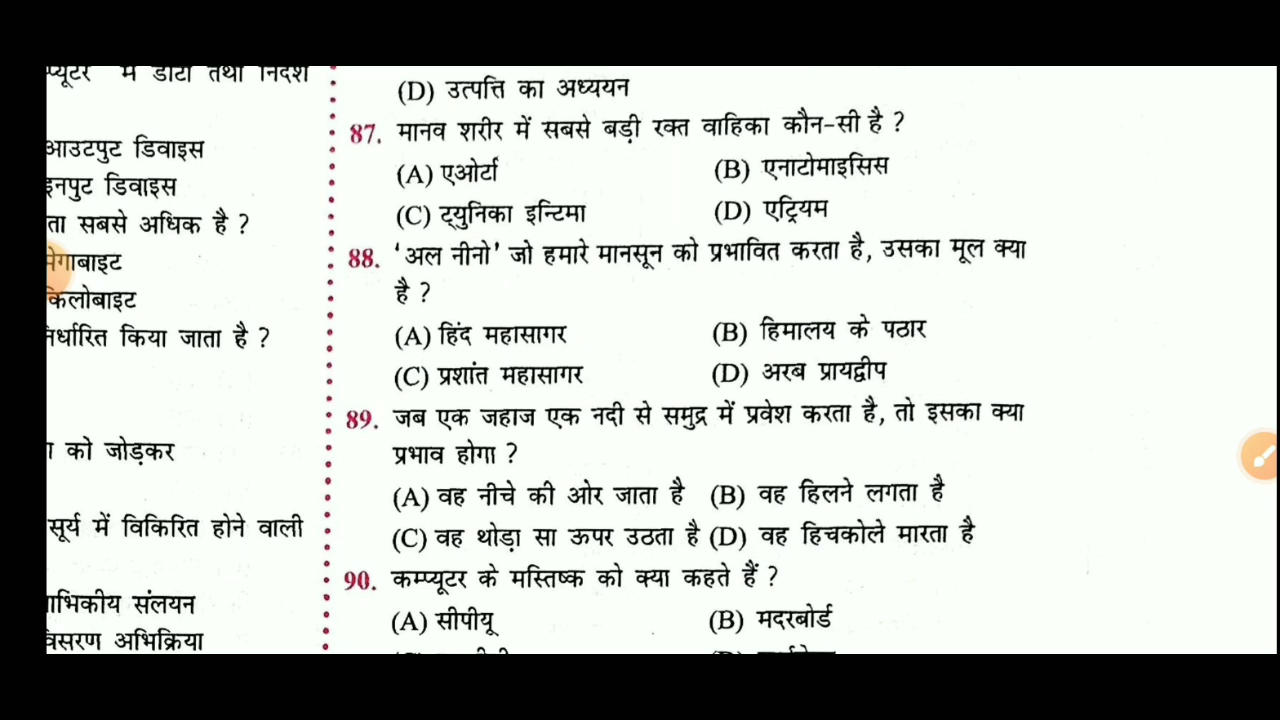 में डाटा तथा निर्देश
आउटपुट डिवाइस
इनपुट डिवाइस
सबसे अधिक है ?
मेगाबाइट
किलोबाइट
निर्धारित किया जाता है ?
को जोड़कर
सूर्य में विकिरित होने वाली
संलयन
अभिक्रिया
(D) उत्पत्ति का अध्ययन
87. मानव शरीर में सबसे बड़ी रक्त वाहिका कौन-सी है ?
(A) एओर्टा (B) एनाटोमाइसिस
(C) ट्युनिका इन्टिमा (D) एट्रियम
88. 'अल नीनो' जो हमारे मानसून को प्रभावित करता है, उसका मूल क्या
है ?
(A) हिंद महासागर (B) हिमालय के पठार
(C) प्रशांत महासागर (D) अरब प्रायद्वीप
89. जब एक जहाज एक नदी से समुद्र में प्रवेश करता है, तो इसका क्या
प्रभाव होगा ?
(A) वह नीचे की ओर जाता है (B) वह हिलने लगता है
(C) वह थोड़ा सा ऊपर उठता है (D) वह हिचकोले मारता है
90. कम्प्यूटर के मस्तिष्क को क्या कहते हैं ?
(A) सीपीयू (B) मदरबोर्ड